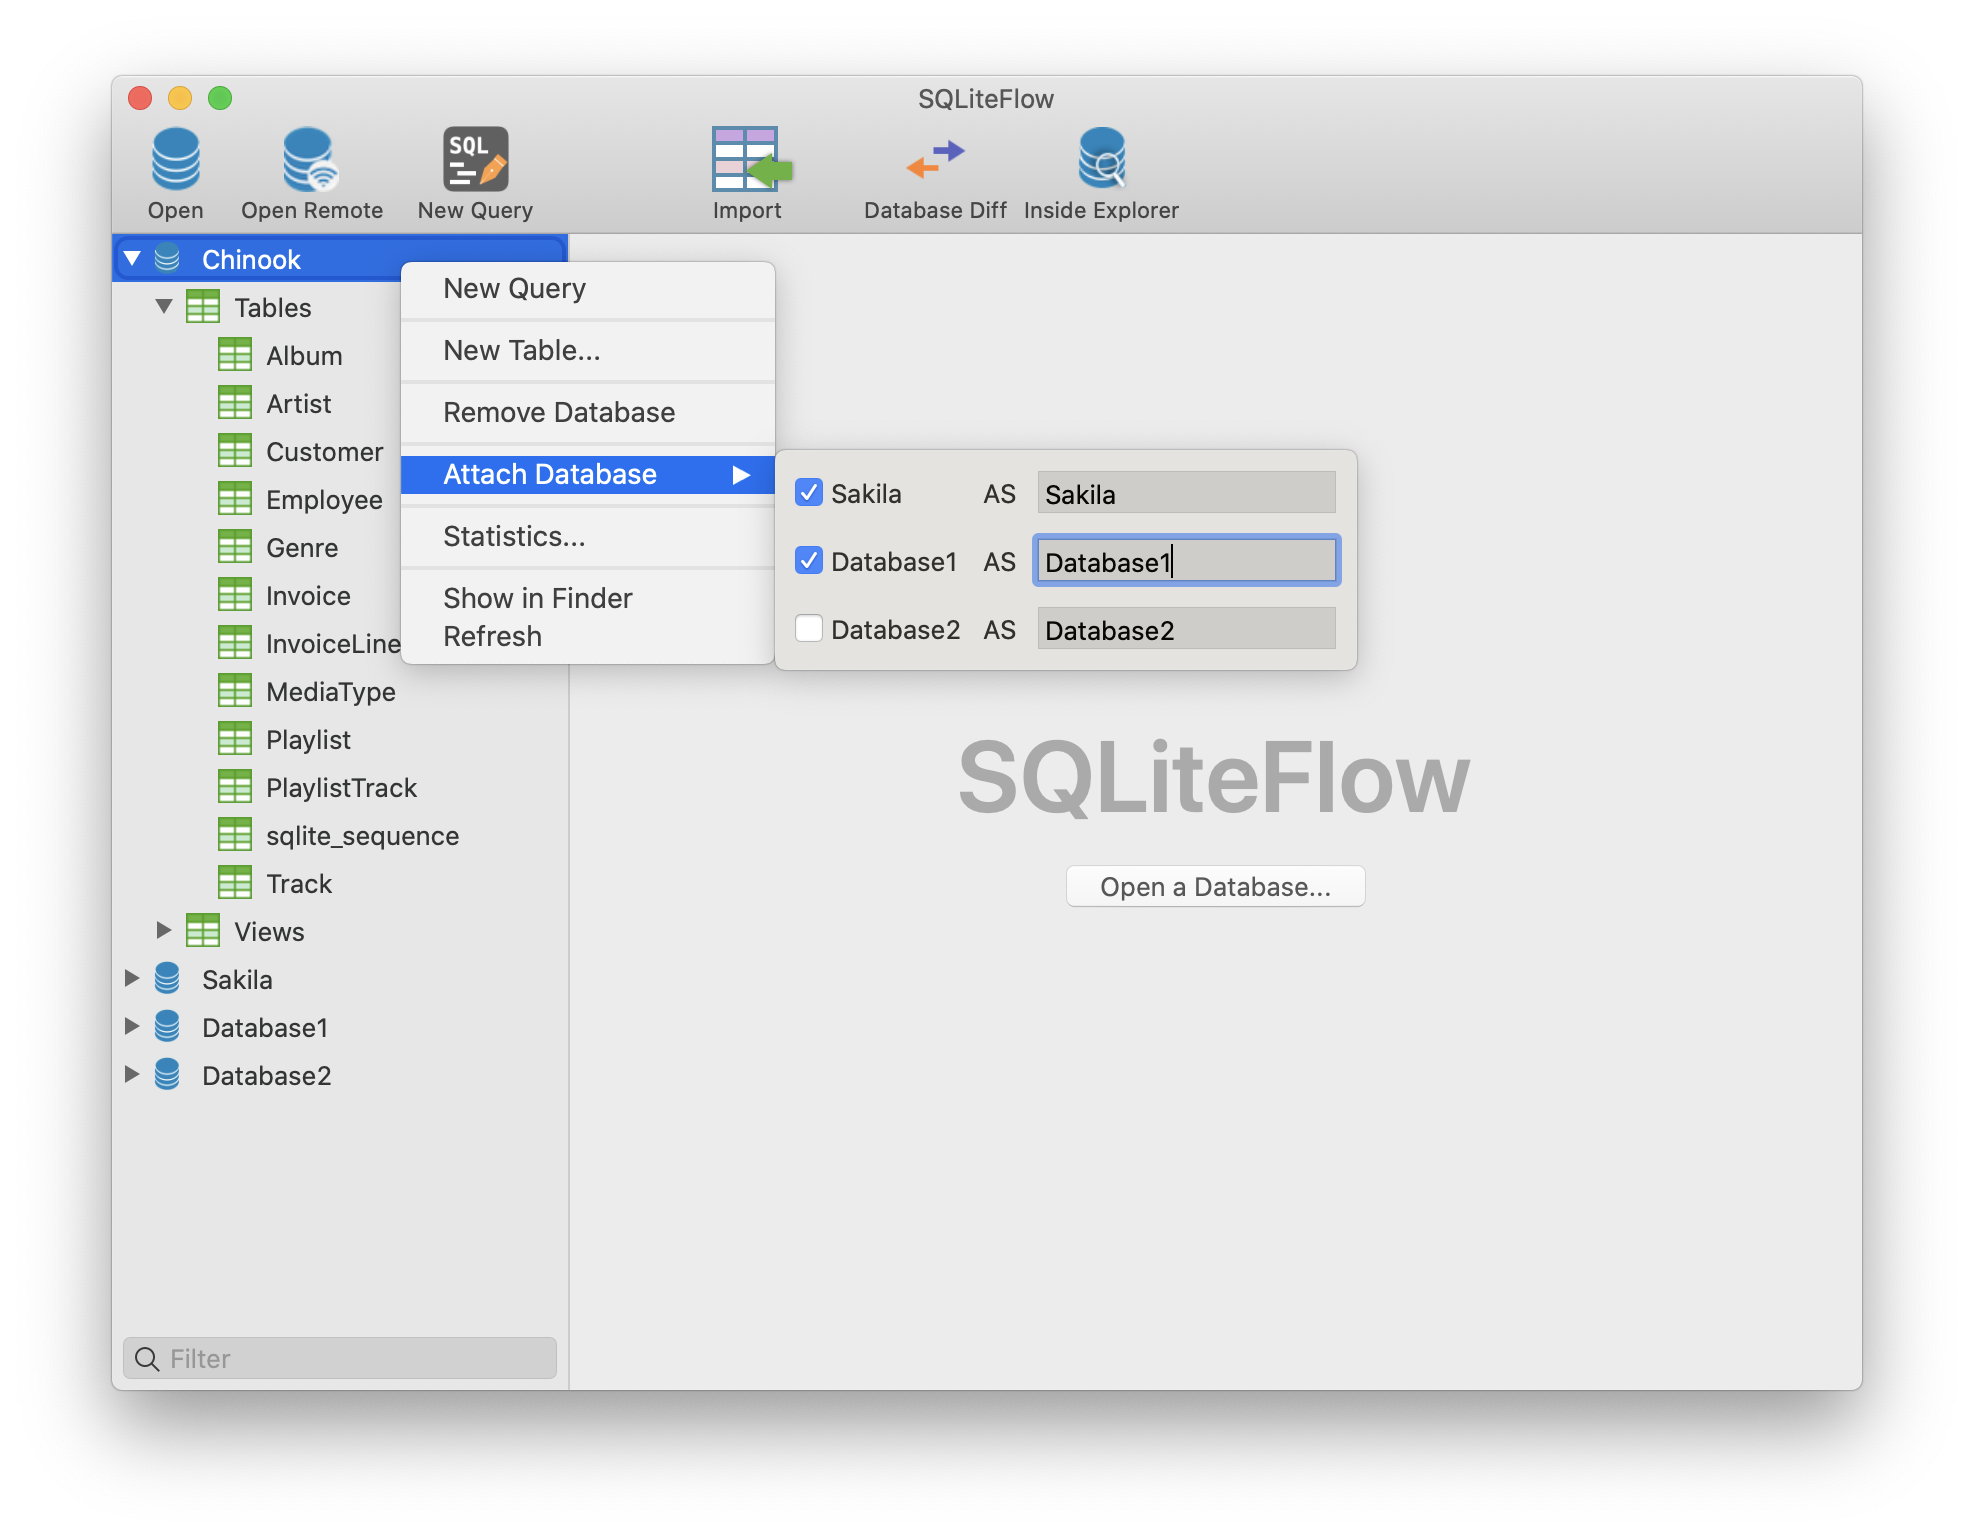 SQLiteFlow
SQL
Open
Open Remote
New Query
Import
Database Diff
Inside Explorer
Chinook
Tables
Album
Artist
Customer
Employee
Genre
Invoice
InvoiceLine
MediaType
Playlist
PlaylistTrack
sqlite_sequence
Track
Views
Sakila
Database1
Database2
Filter
New Query
New Table...
Remove Database
Attach Database
Statistics...
Show in Finder
Refresh
Sakila AS Sakila
Database1 AS Database1
Database2 AS Database2
SQLiteFlow
Open a Database...